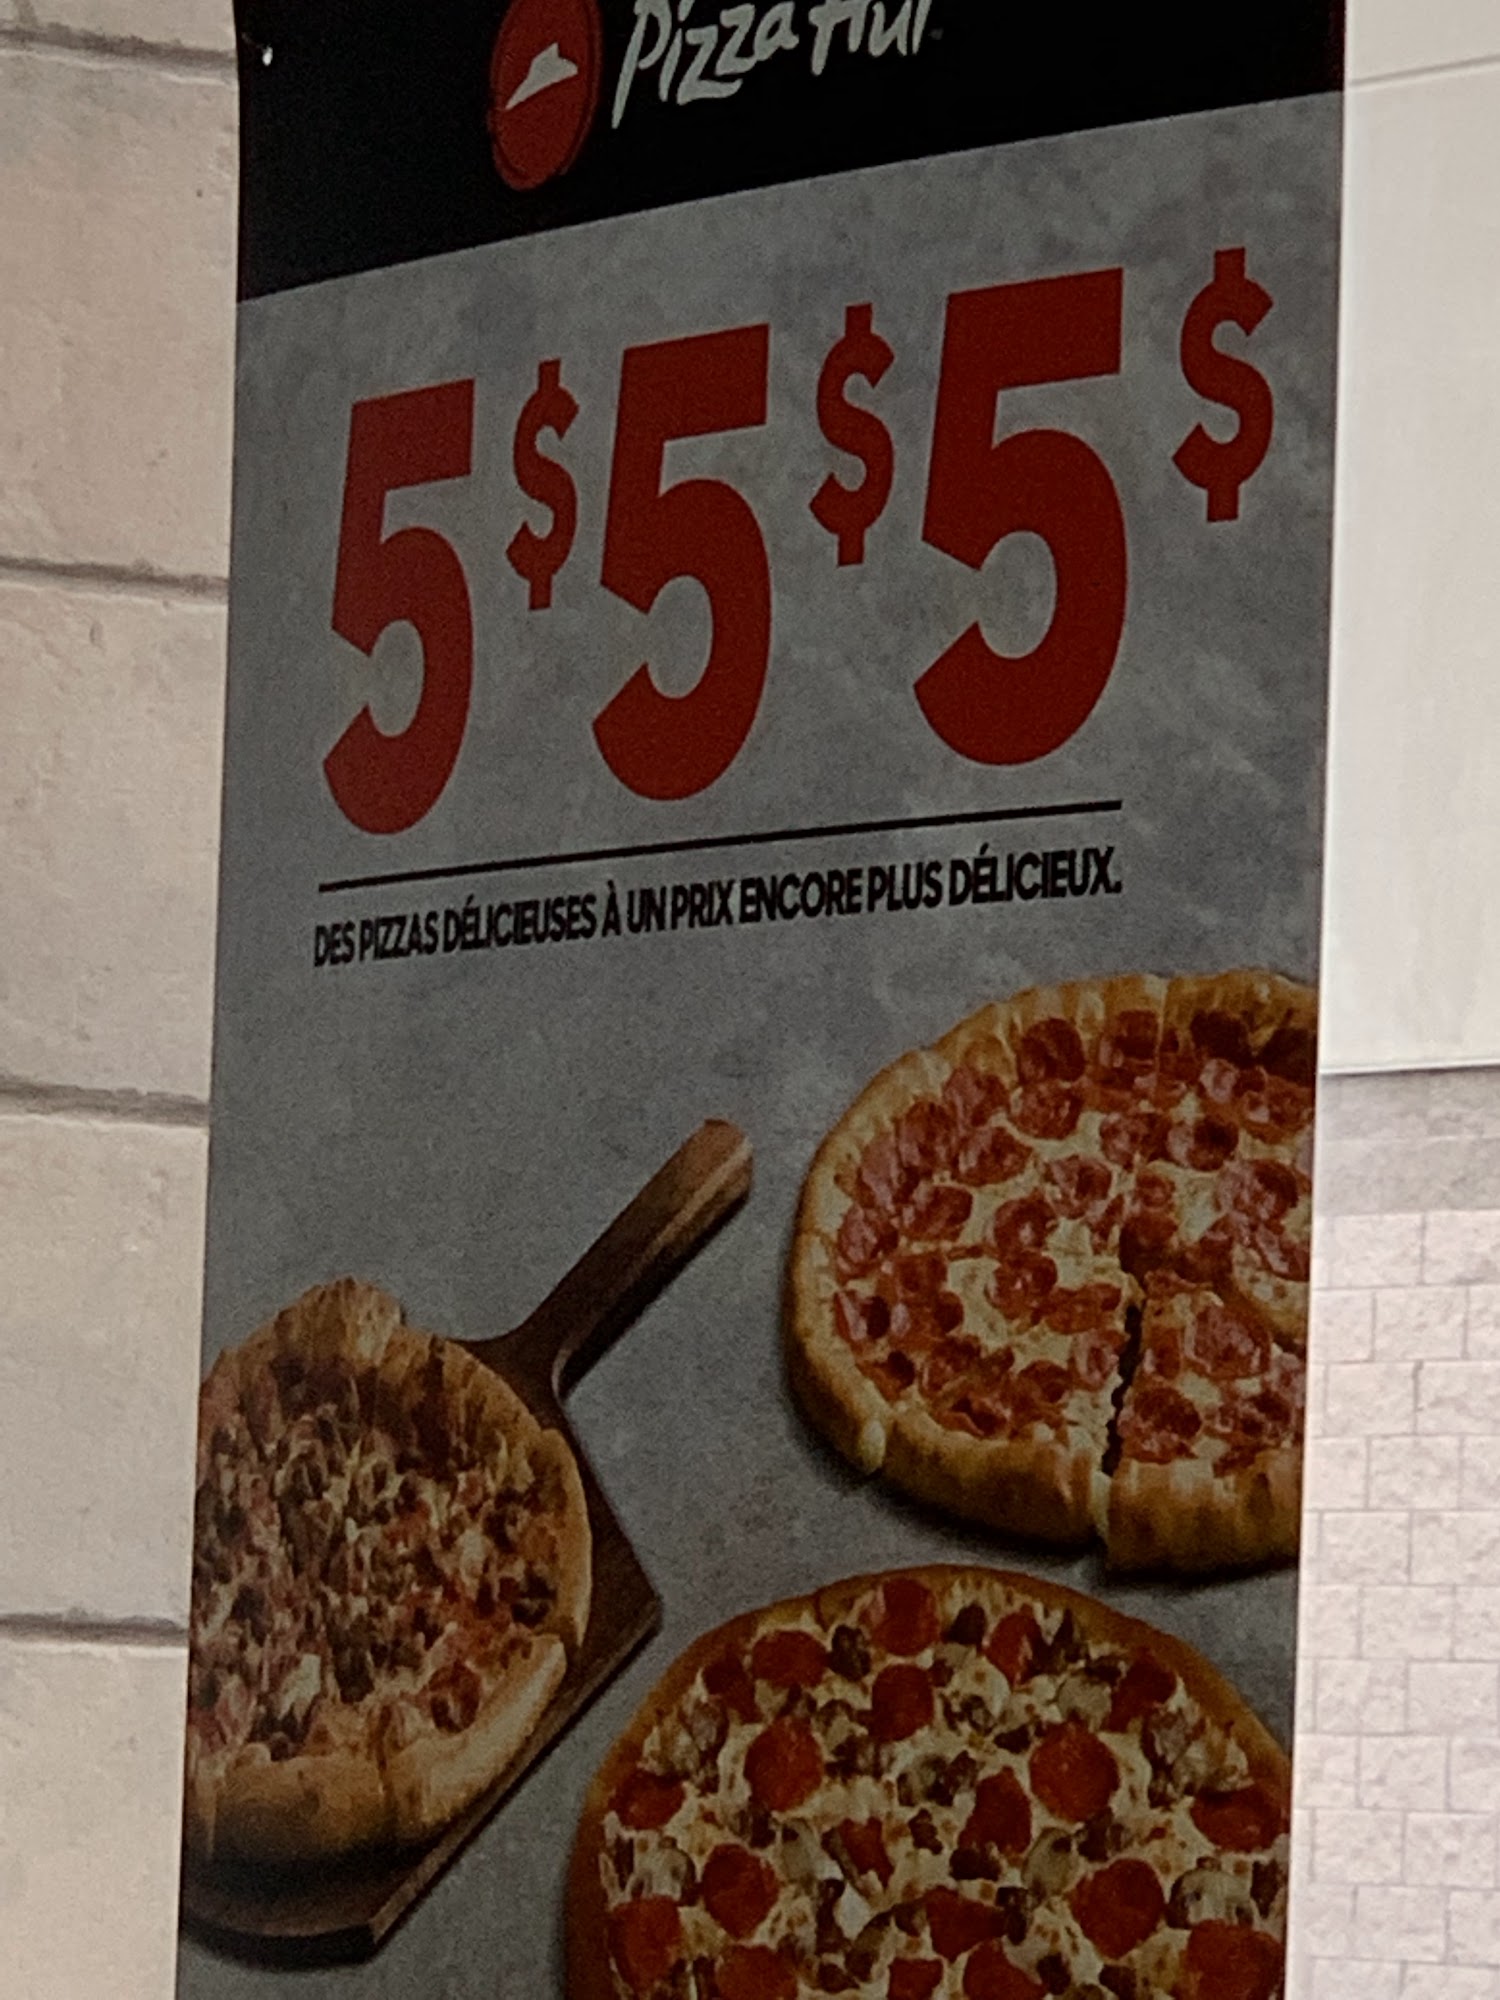 Pizza Hut
5$5$5$
DES PIZZAS DÉLICIEUSES À UN PRIX ENCORE PLUS DÉLICIEUX.